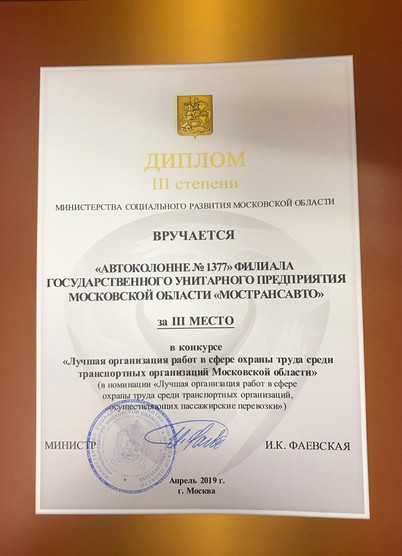 ДИПЛОМ
III степени
МИНИСТЕРСТВА СОЦИАЛЬНОГО РАЗВИТИЯ МОСКОВСКОЙ ОБЛАСТИ
ВРУЧАЕТСЯ
«АВТОКОЛОННЕ № 1377» ФИЛИАЛА
ГОСУДАРСТВЕННОГО УНИТАРНОГО ПРЕДПРИЯТИЯ
МОСКОВСКОЙ ОБЛАСТИ «МОСТРАНСАВТО»
за III МЕСТО
в конкурсе
«Лучшая организация работ в сфере охраны труда среди
транспортных организаций Московской области»
(в номинации «Лучшая организация работ в сфере
охраны труда среди транспортных организаций,
осуществляющих пассажирские перевозки»)
МИНИСТР И.К. ФАЕВСКАЯ
Апрель 2019 г.
г. Москва